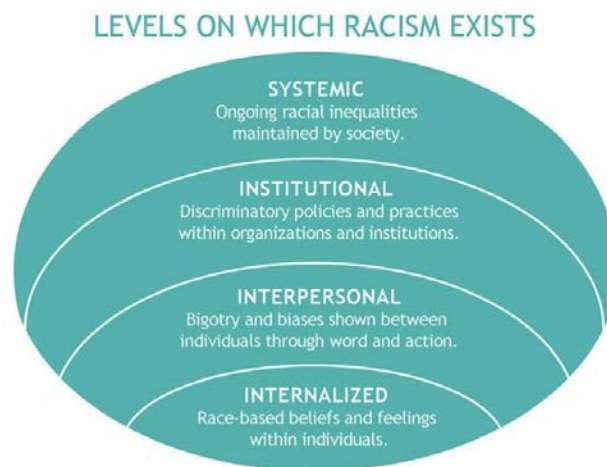 LEVELS ON WHICH RACISM EXISTS
SYSTEMIC
Ongoing racial inequalities
maintained by society.
INSTITUTIONAL
Discriminatory policies and practices
within organizations and institutions.
INTERPERSONAL
Bigotry and biases shown between
individuals through word and action.
INTERNALIZED
Race-based beliefs and feelings
within individuals.